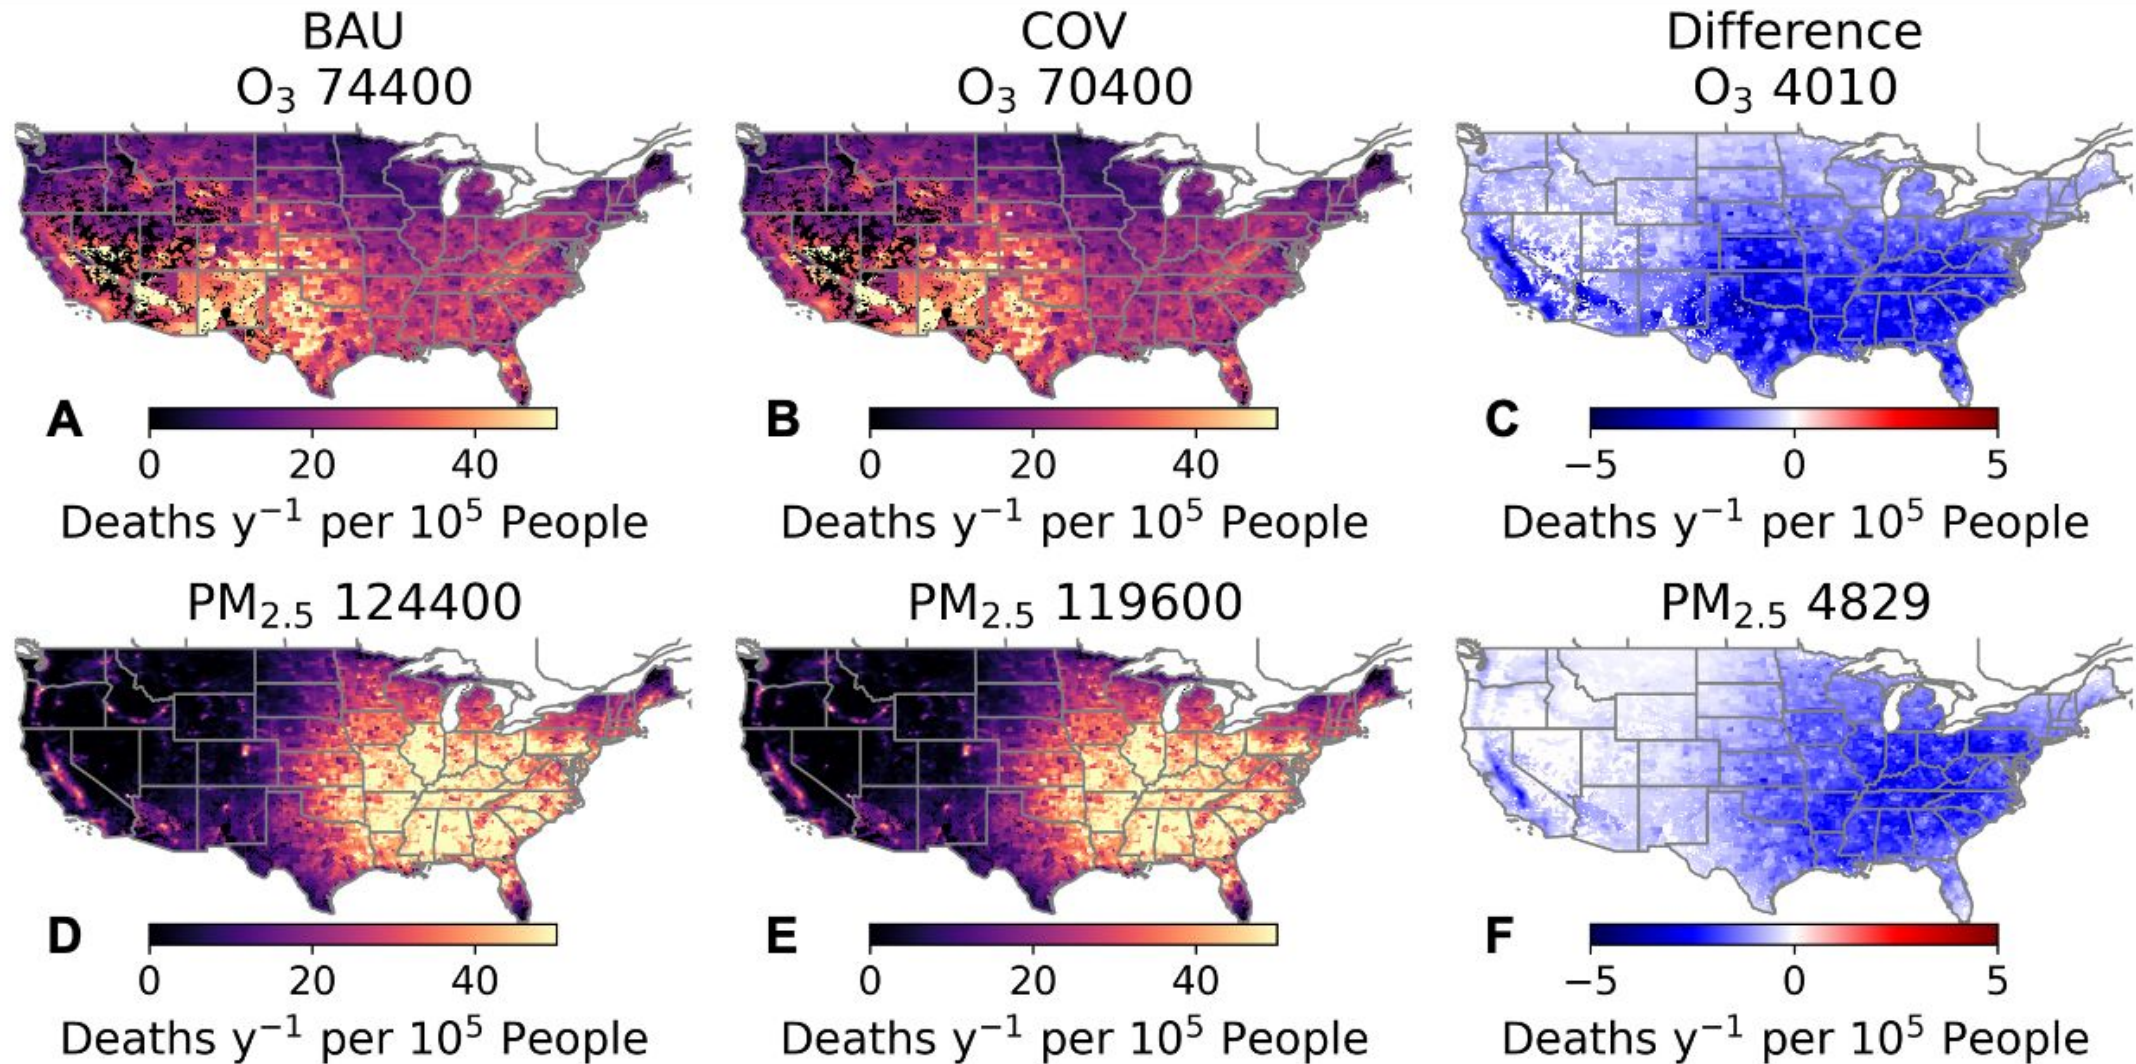 BAU
O₃ 74400
COV
O₃ 70400
Difference
O₃ 4010
A
0 20 40
Deaths y⁻¹ per 10⁵ People
B
0 20 40
Deaths y⁻¹ per 10⁵ People
C
−5 0 5
Deaths y⁻¹ per 10⁵ People
PM₂.₅ 124400
PM₂.₅ 119600
PM₂.₅ 4829
D
0 20 40
Deaths y⁻¹ per 10⁵ People
E
0 20 40
Deaths y⁻¹ per 10⁵ People
F
−5 0 5
Deaths y⁻¹ per 10⁵ People